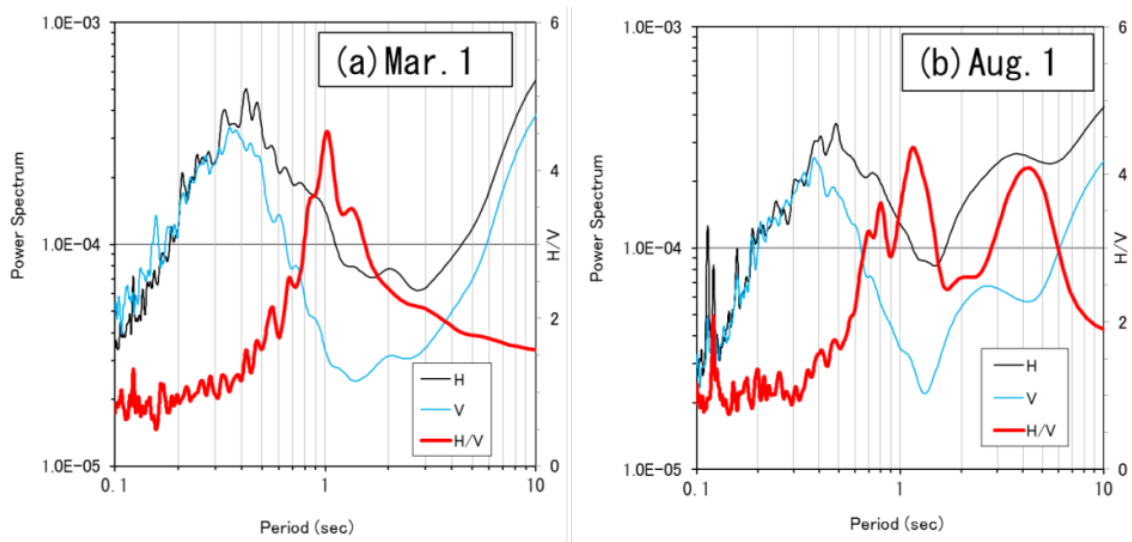 (a) Mar. 1
1.0E-03
1.0E-04
1.0E-05
Power Spectrum
6
4
2
0
H/V
H
V
H/V
0.1
1
10
Period (sec)
(b) Aug. 1
1.0E-03
1.0E-04
1.0E-05
Power Spectrum
6
4
2
0
H/V
H
V
H/V
0.1
1
10
Period (sec)